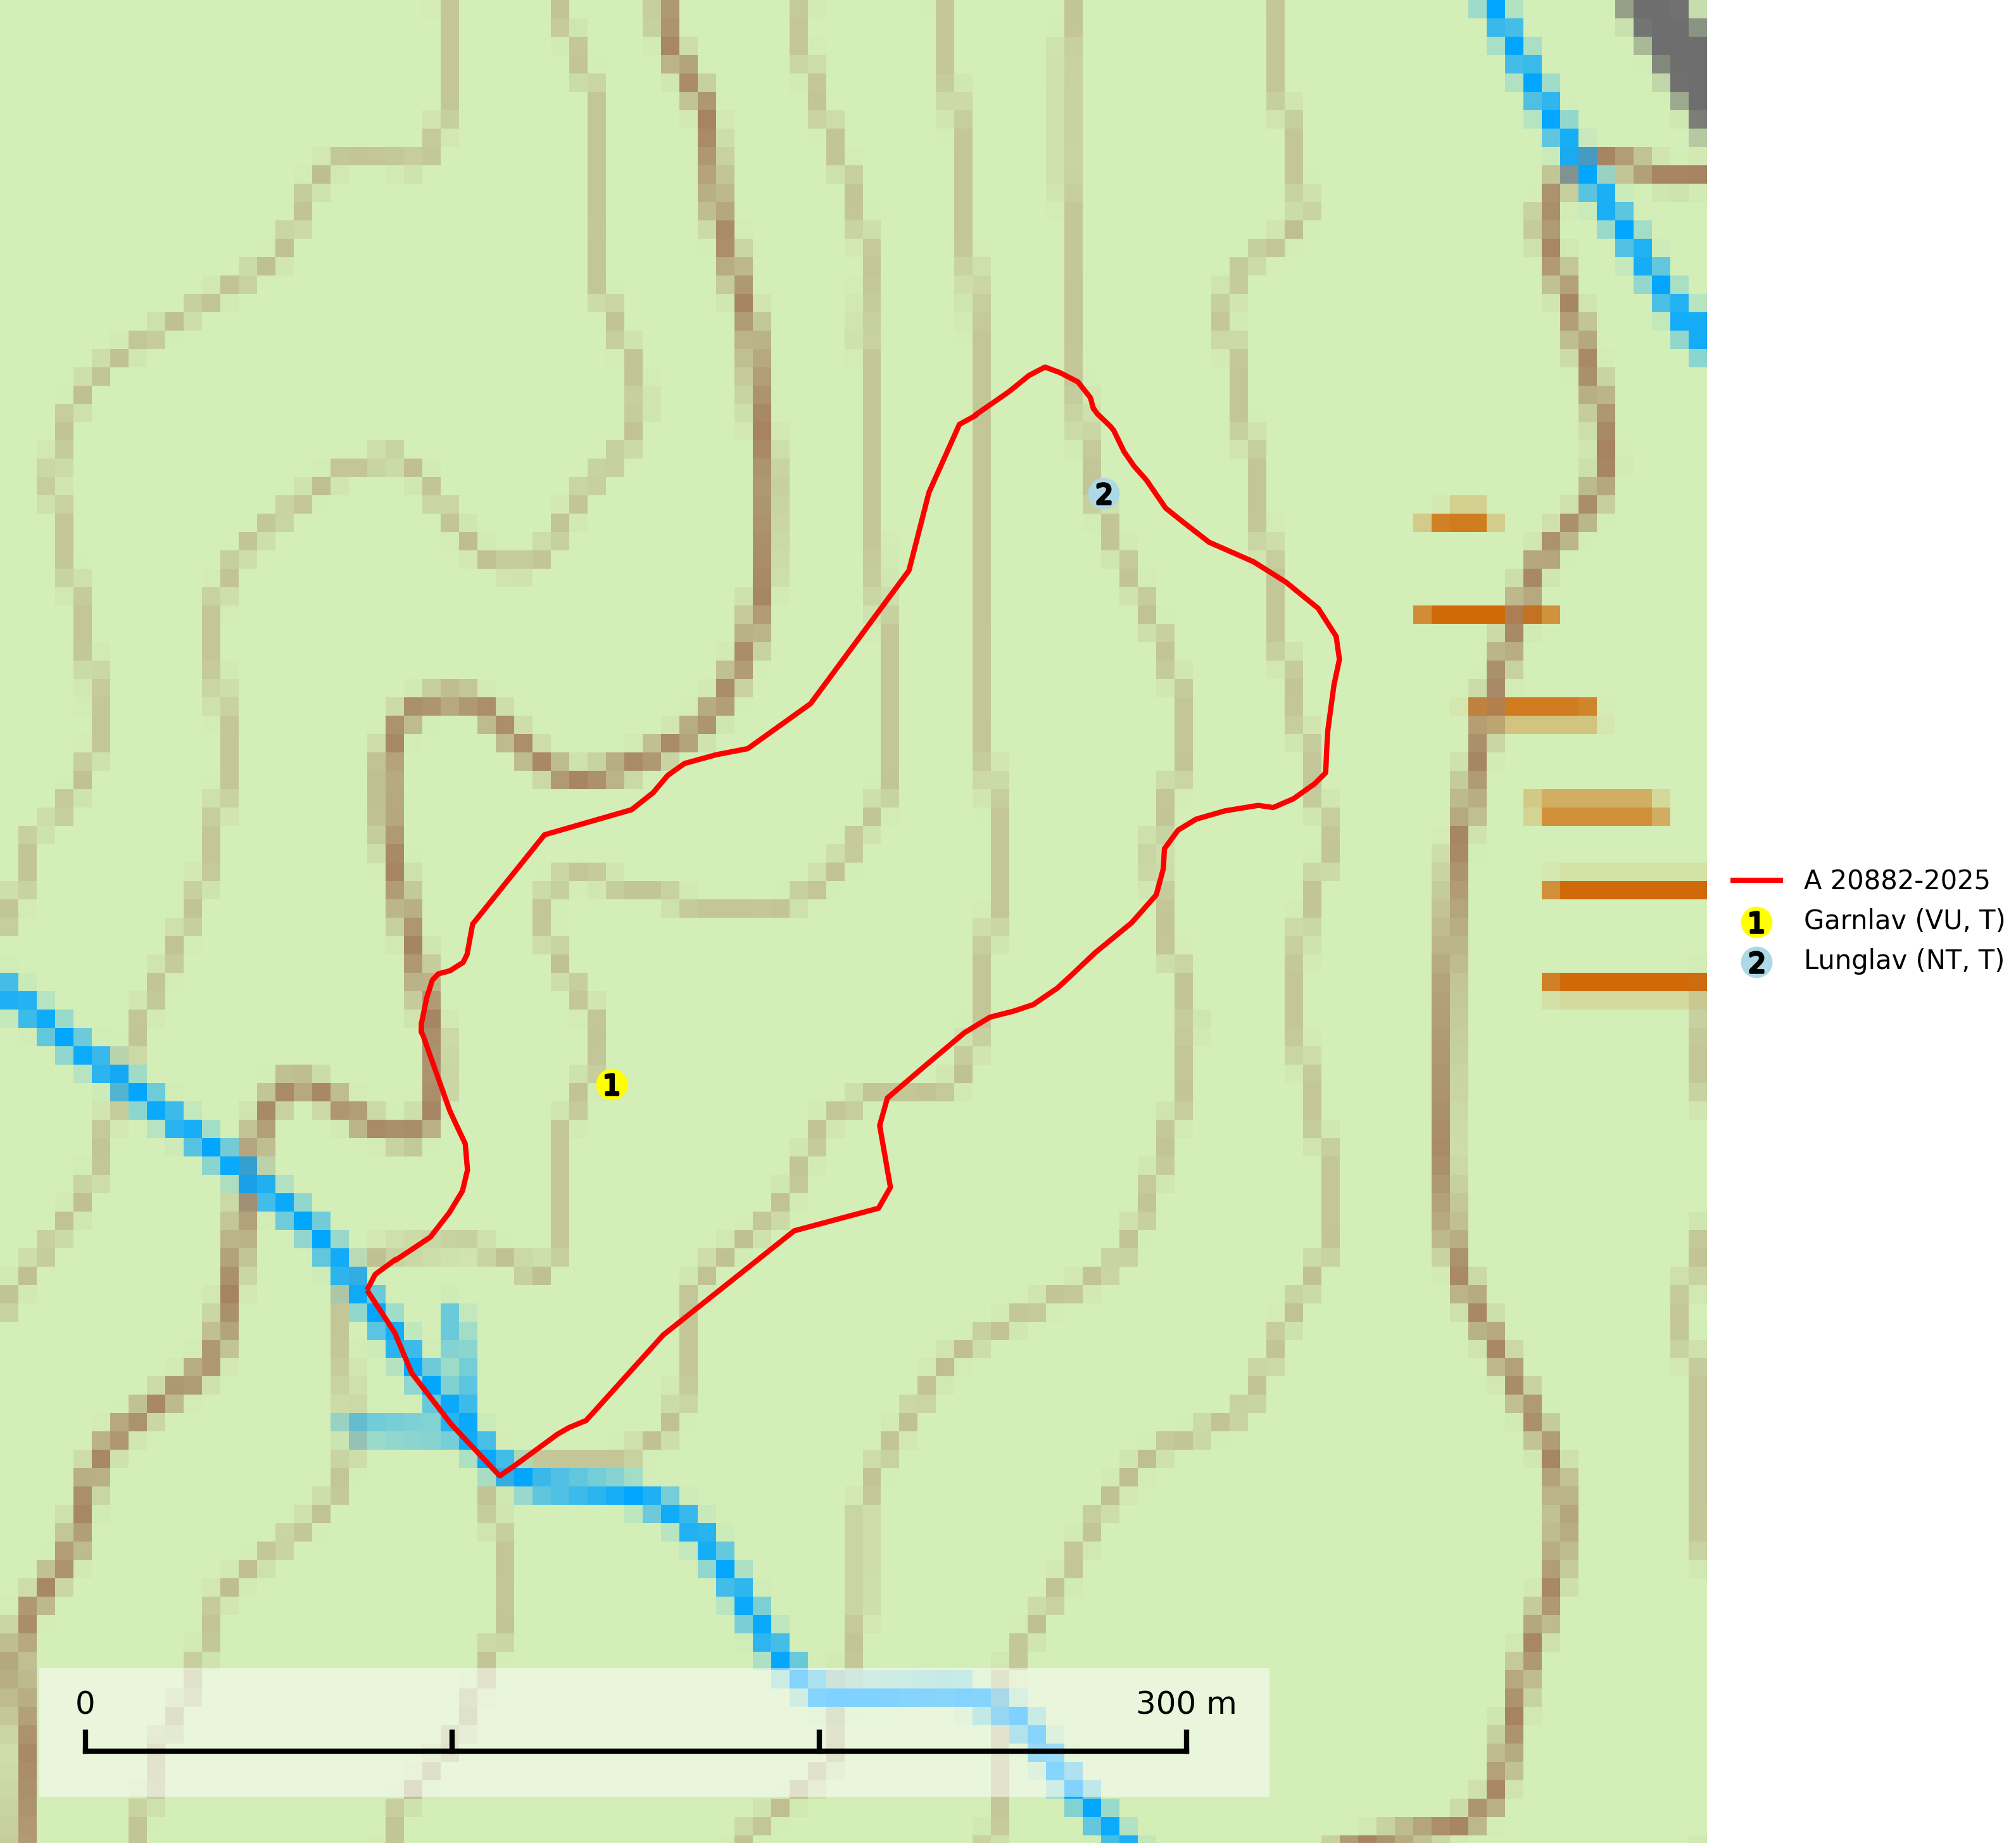 2
1
A 20882-2025
1 Garnlav (VU, T)
2 Lunglav (NT, T)
0 300 m